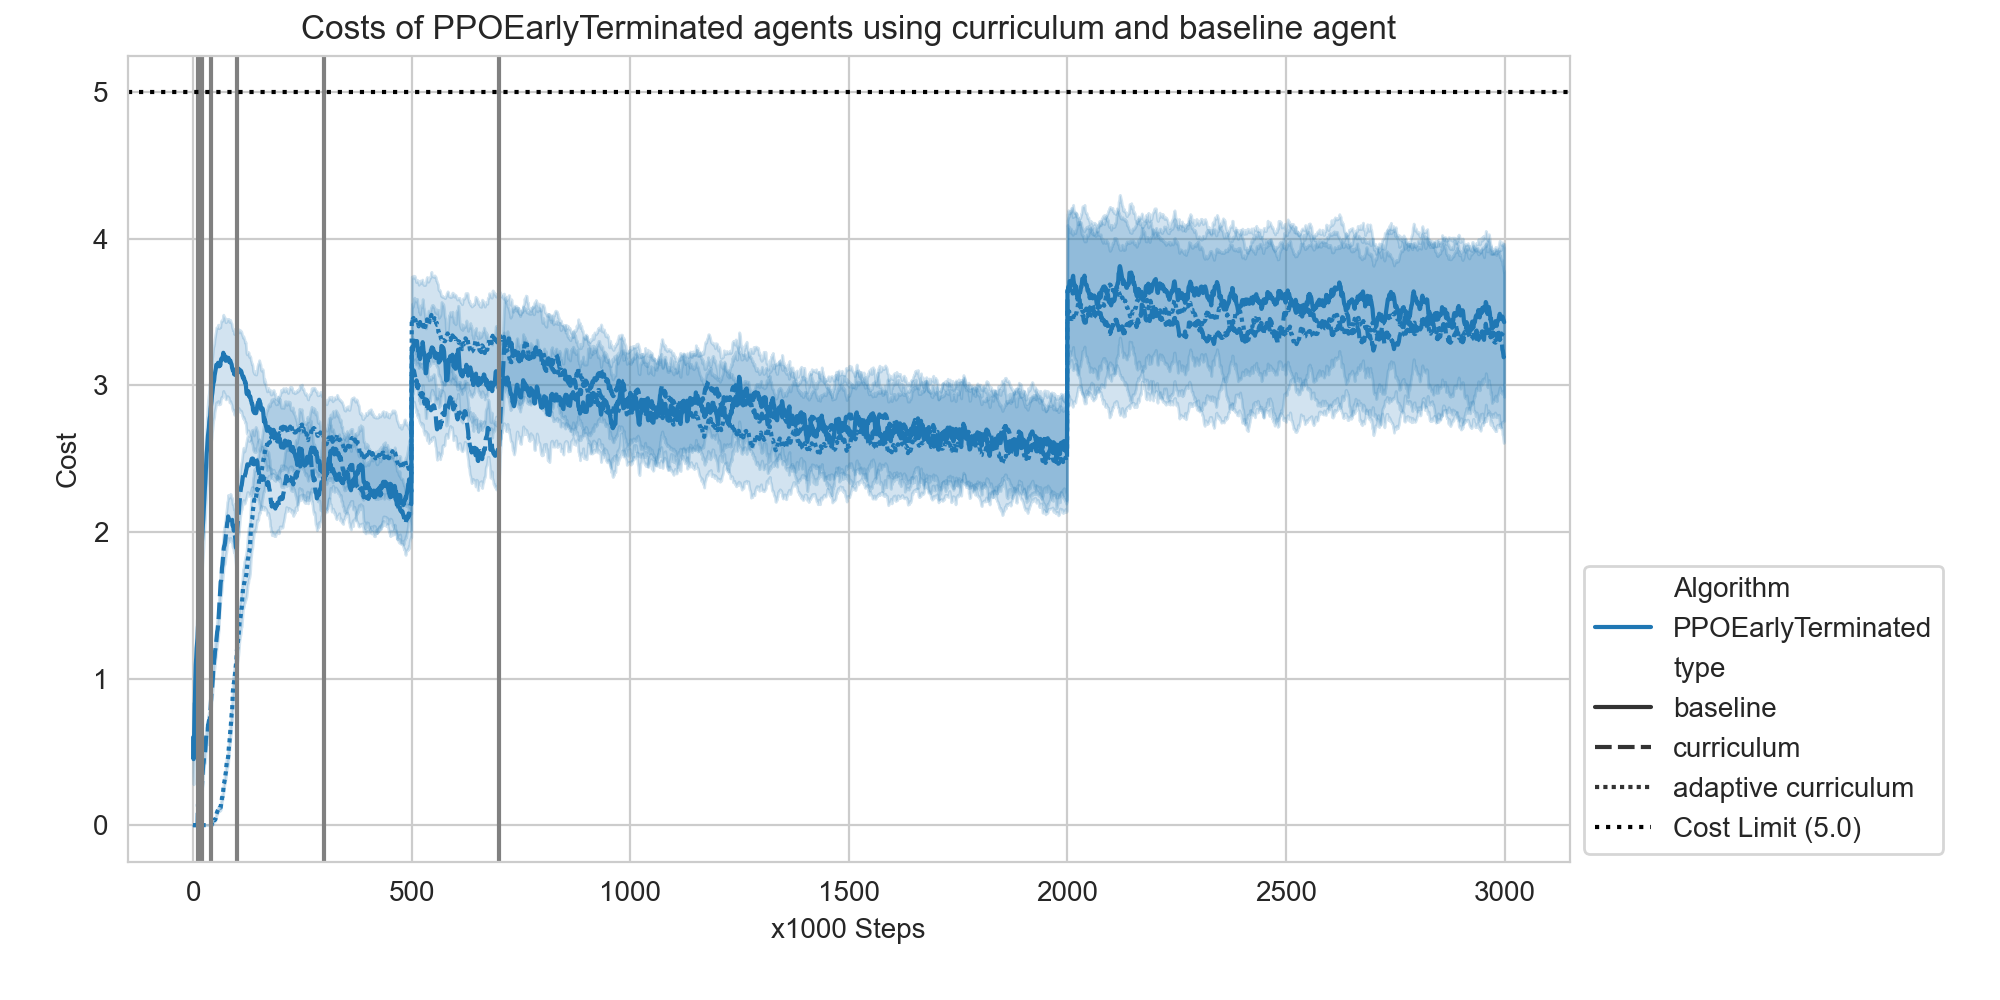 Costs of PPOEarlyTerminated agents using curriculum and baseline agent
5
4
3
2
1
0
Cost
0 500 1000 1500 2000 2500 3000
x1000 Steps
Algorithm
PPOEarlyTerminated
type
baseline
curriculum
adaptive curriculum
Cost Limit (5.0)